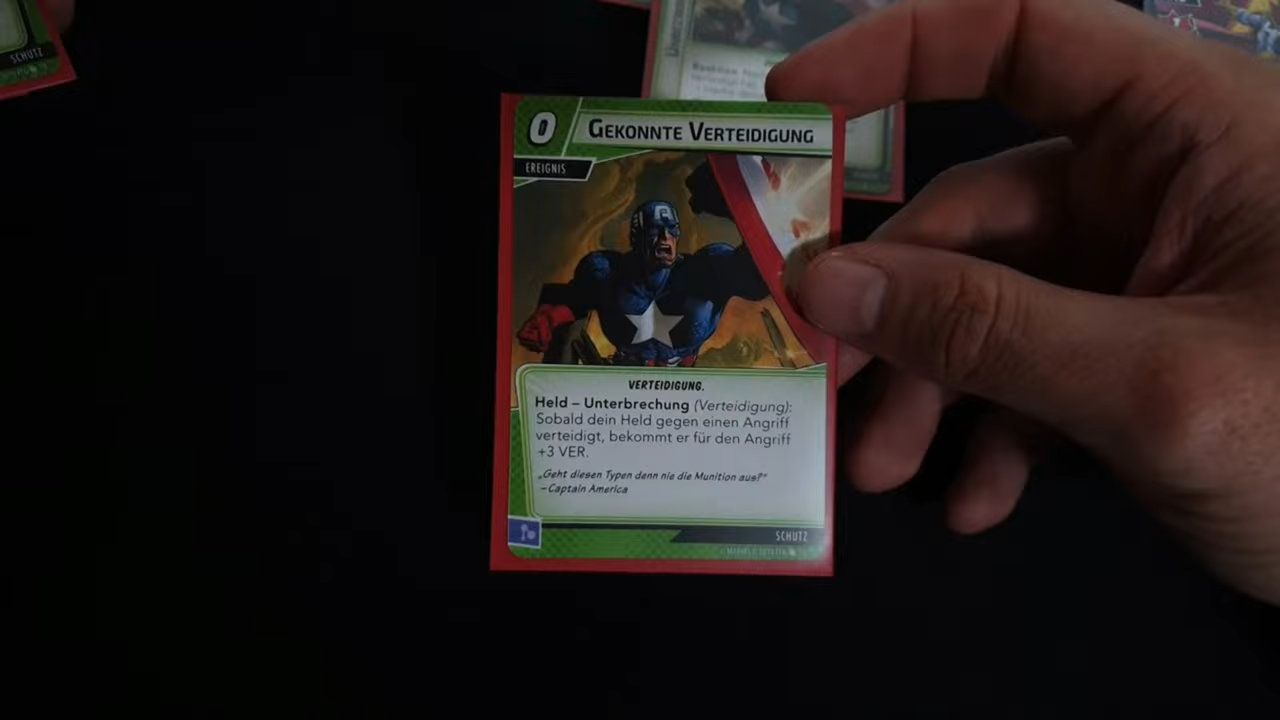 SCHUTZ
0
GEKONNTE VERTEIDIGUNG
EREIGNIS
VERTEIDIGUNG.
Held – Unterbrechung (Verteidigung):
Sobald dein Held gegen einen Angriff
verteidigt, bekommt er für den Angriff
+3 VER.
„Geht diesen Typen denn nie die Munition aus?“
–Captain America
SCHUTZ